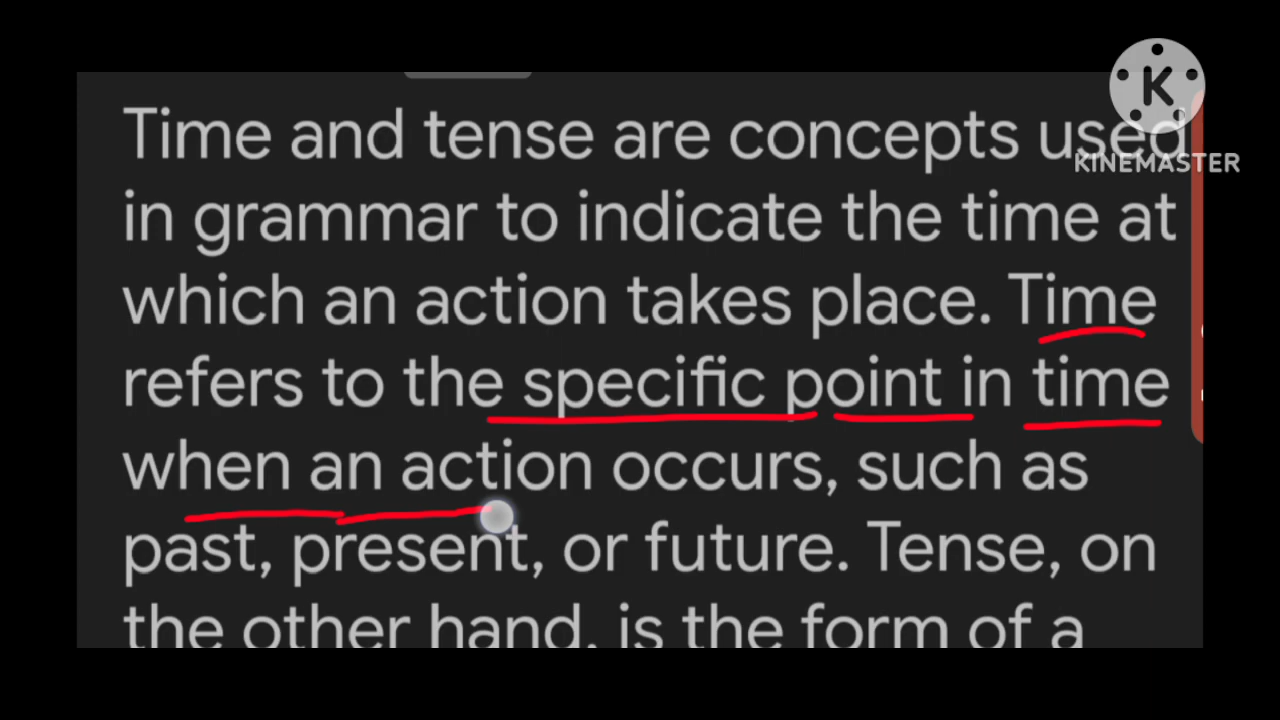 Time and tense are concepts used
in grammar to indicate the time at
which an action takes place. Time
refers to the specific point in time
when an action occurs, such as
past, present, or future. Tense, on
the other hand, is the form of a
K
KINEMASTER